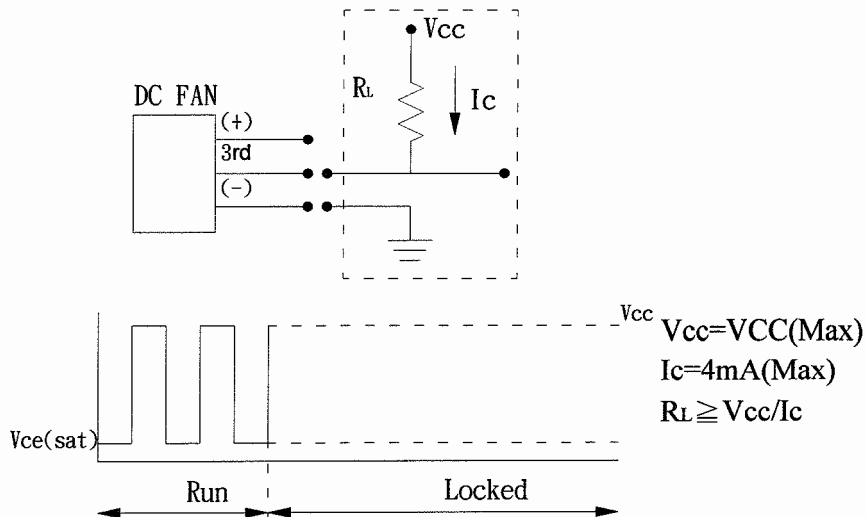 Vcc
RL
Ic
DC FAN
(+)
3rd
(-)
Vcc
Vcc=VCC(Max)
Ic=4mA(Max)
RL≧Vcc/Ic
Vce(sat)
Run
Locked